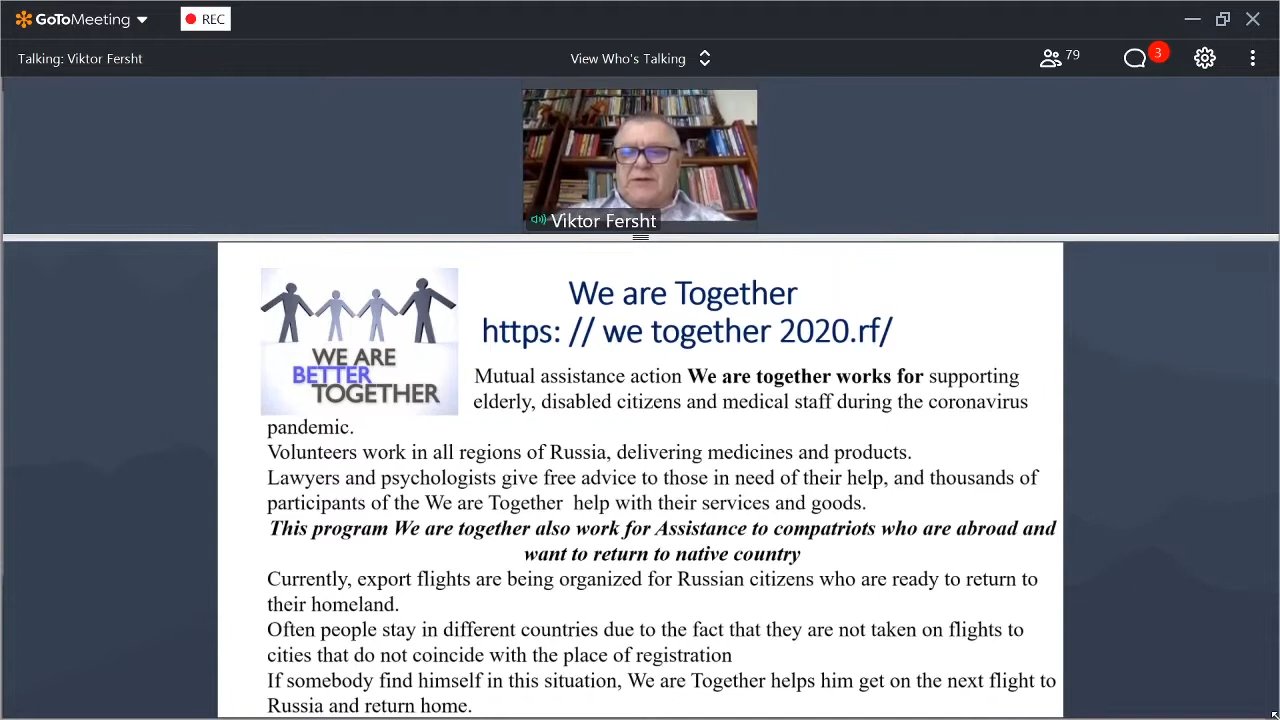 GoToMeeting
REC
Talking: Viktor Fersht
View Who's Talking
79
3
Viktor Fersht
WE ARE
BETTER
TOGETHER
We are Together
https: // we together 2020.rf/
Mutual assistance action We are together works for supporting
elderly, disabled citizens and medical staff during the coronavirus
pandemic.
Volunteers work in all regions of Russia, delivering medicines and products.
Lawyers and psychologists give free advice to those in need of their help, and thousands of
participants of the We are Together help with their services and goods.
This program We are together also work for Assistance to compatriots who are abroad and
want to return to native country
Currently, export flights are being organized for Russian citizens who are ready to return to
their homeland.
Often people stay in different countries due to the fact that they are not taken on flights to
cities that do not coincide with the place of registration
If somebody find himself in this situation, We are Together helps him get on the next flight to
Russia and return home.